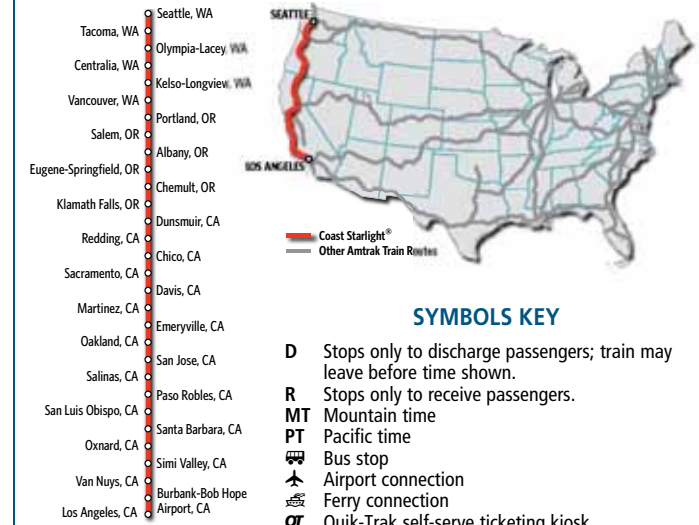 Seattle, WA
Tacoma, WA
Olympia-Lacey, WA
Centralia, WA
Kelso-Longview, WA
Vancouver, WA
Portland, OR
Salem, OR
Albany, OR
Eugene-Springfield, OR
Chemult, OR
Klamath Falls, OR
Dunsmuir, CA
Redding, CA
Chico, CA
Sacramento, CA
Davis, CA
Martinez, CA
Emeryville, CA
Oakland, CA
San Jose, CA
Salinas, CA
Paso Robles, CA
San Luis Obispo, CA
Santa Barbara, CA
Oxnard, CA
Simi Valley, CA
Van Nuys, CA
Burbank-Bob Hope
Airport, CA
Los Angeles, CA
SEATTLE
LOS ANGELES
Coast Starlight®
Other Amtrak Train Routes
SYMBOLS KEY
D Stops only to discharge passengers; train may
leave before time shown.
R Stops only to receive passengers.
MT Mountain time
PT Pacific time
Bus stop
Airport connection
Ferry connection
QT Quik-Trak self-serve ticketing kiosk